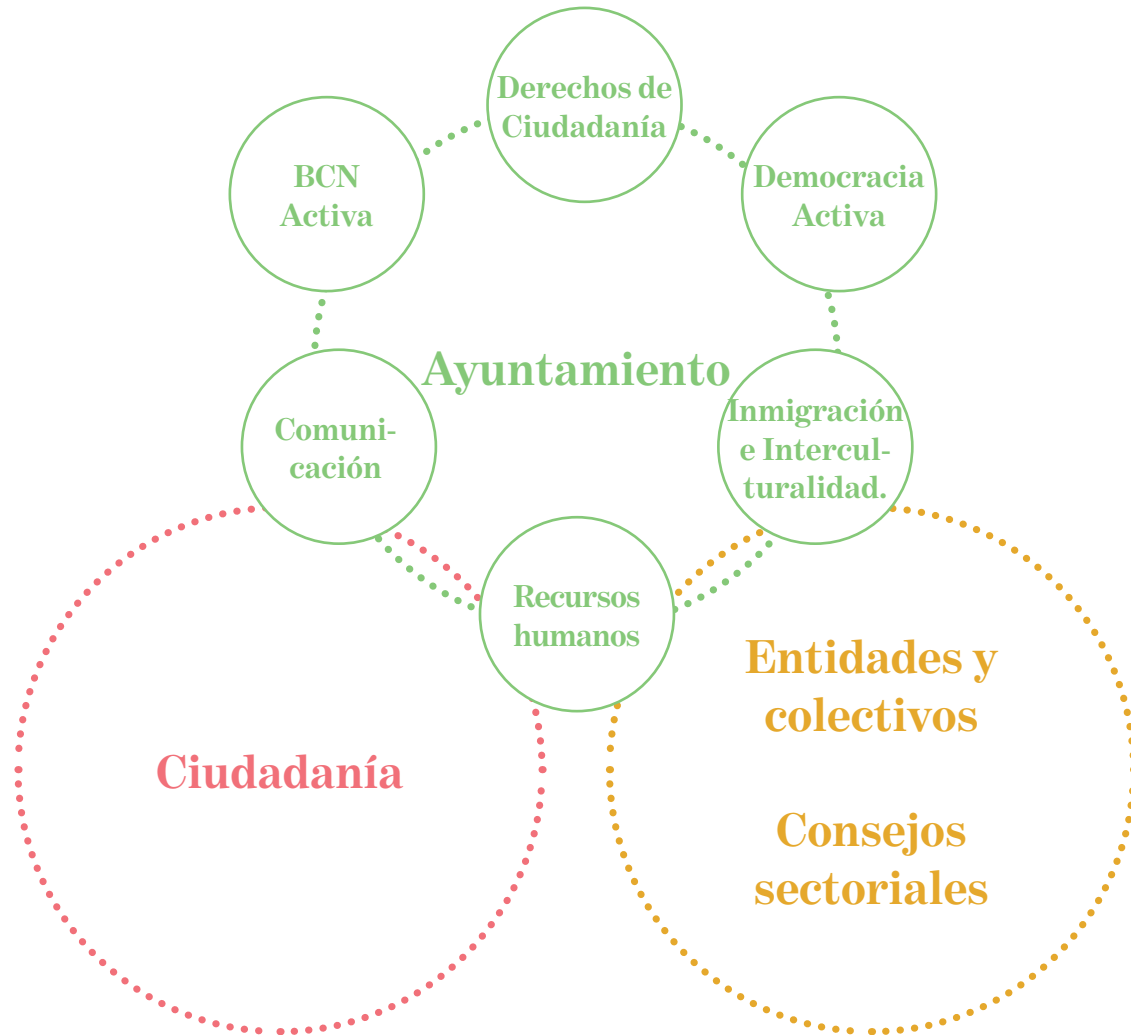 Derechos de
Ciudadanía
BCN
Activa
Democracia
Activa
Ayuntamiento
Comuni-
cación
Inmigración
e Intercul-
turalidad.
Recursos
humanos
Ciudadanía
Entidades y
colectivos
Consejos
sectoriales